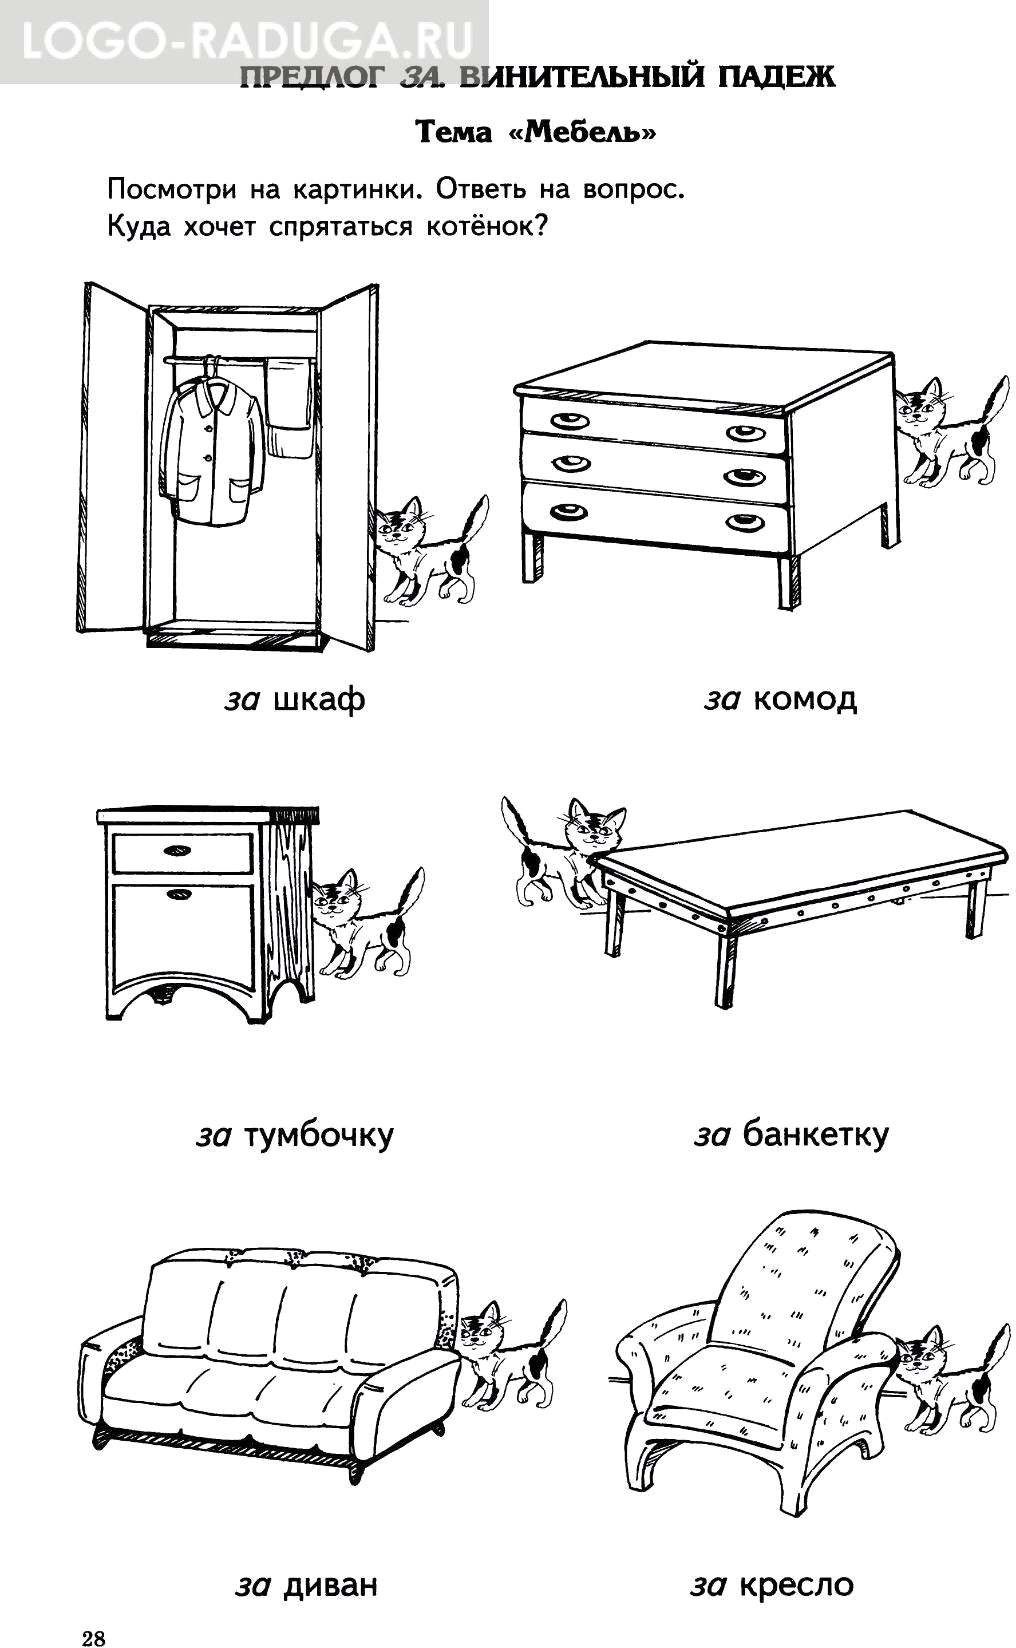 LOGO-RADUGA.RU
ПРЕДЛОГ ЗА. ВИНИТЕЛЬНЫЙ ПАДЕЖ
Тема «Мебель»
Посмотри на картинки. Ответь на вопрос.
Куда хочет спрятаться котёнок?
за шкаф
за комод
за тумбочку
за банкетку
за диван
за кресло
28